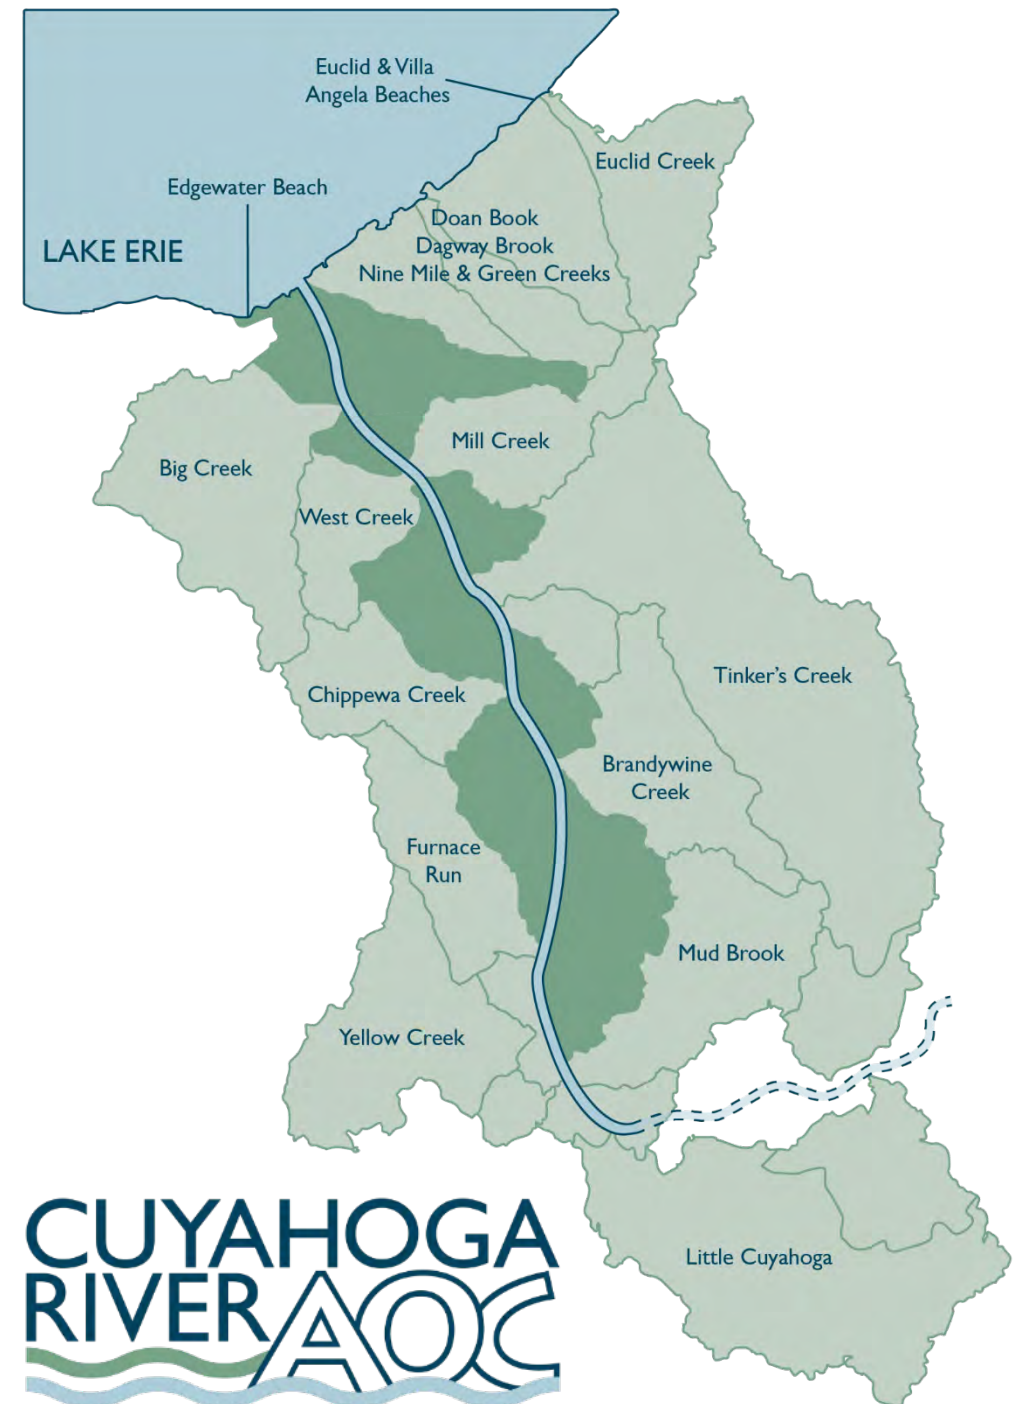 Euclid & Villa
Angela Beaches
Euclid Creek
Edgewater Beach
Doan Book
Dagway Brook
Nine Mile & Green Creeks
LAKE ERIE
Mill Creek
Big Creek
West Creek
Tinker's Creek
Chippewa Creek
Brandywine
Creek
Furnace
Run
Mud Brook
Yellow Creek
Little Cuyahoga
CUYAHOGA
RIVER AOC